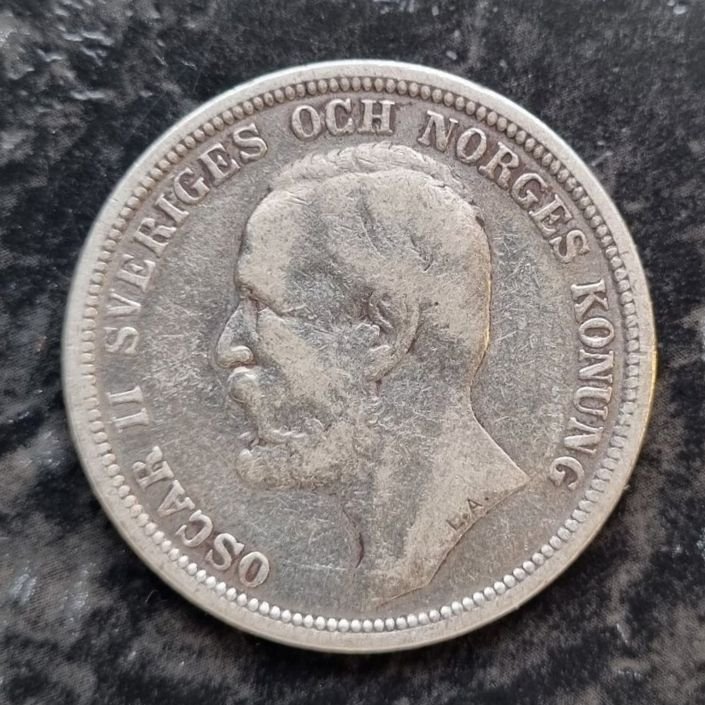 OSCAR II SVERIGES OCH NORGES KONUNG
L.A.